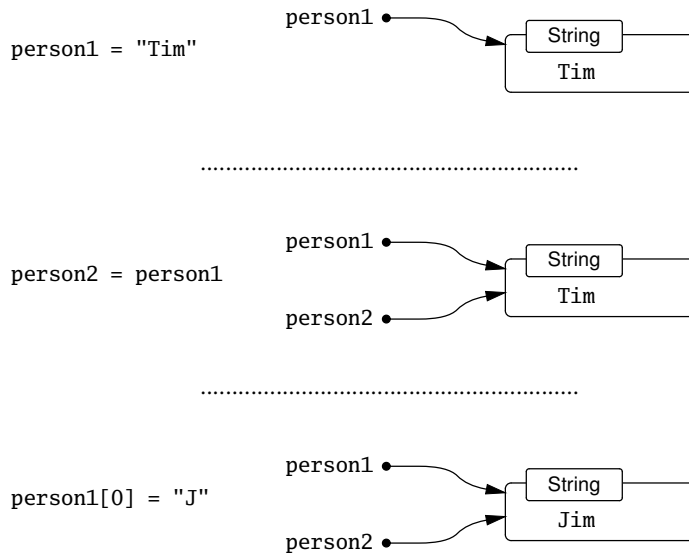 person1
String
person1 = "Tim"
Tim
person1
String
person2 = person1
Tim
person2
person1
String
person1[0] = "J"
Jim
person2